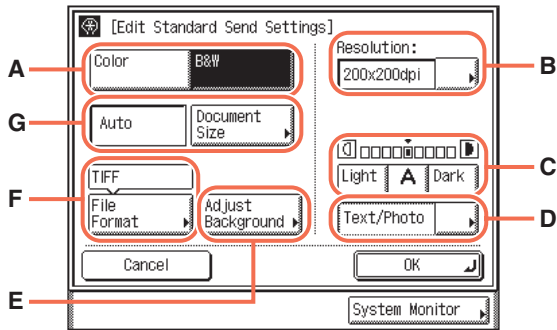 [Edit Standard Send Settings]
A
Color
B&W
Resolution:
200x200dpi
B
G
Auto
Document
Size
Light
A
Dark
C
F
TIFF
File
Format
Adjust
Background
Text/Photo
D
E
Cancel
OK
System Monitor